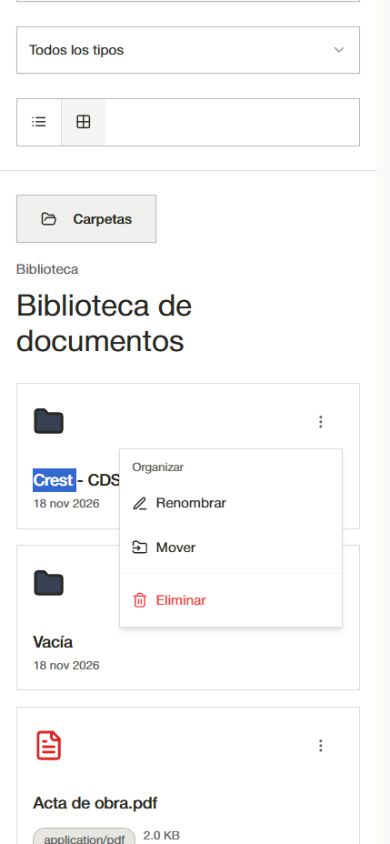 Todos los tipos
Carpetas
Biblioteca
Biblioteca de
documentos
Crest - CDS
18 nov 2026
Organizar
Renombrar
Mover
Eliminar
Vacía
18 nov 2026
Acta de obra.pdf
application/pdf 2.0 KB